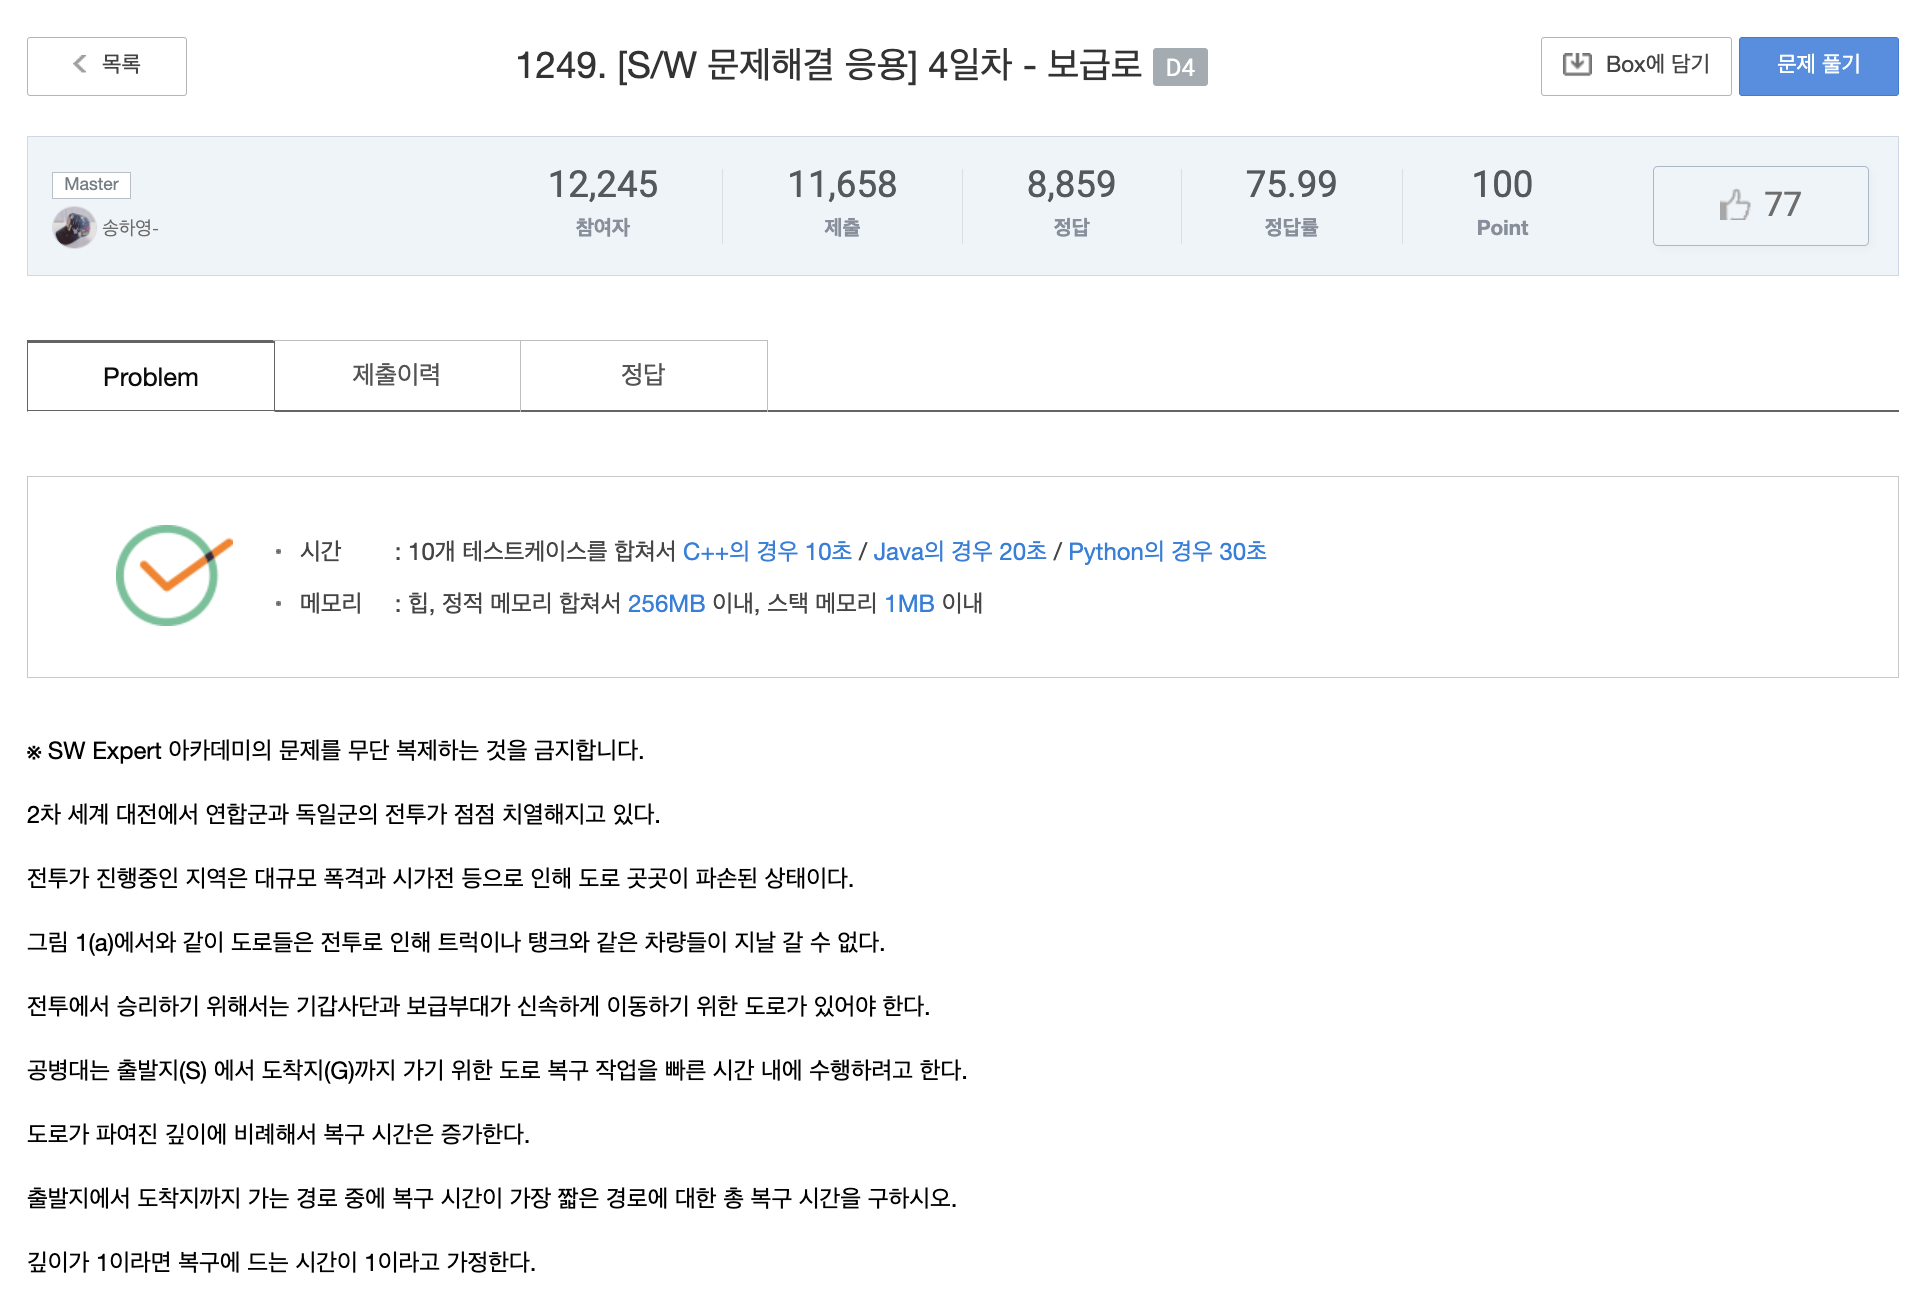 목록
1249. [S/W 문제해결 응용] 4일차 - 보급로 D4
Box에 담기
문제 풀기
Master
송하영-
12,245
참여자
11,658
제출
8,859
정답
75.99
정답률
100
Point
77
Problem
제출이력
정답
· 시간 : 10개 테스트케이스를 합쳐서 C++의 경우 10초 / Java의 경우 20초 / Python의 경우 30초
· 메모리 : 힙, 정적 메모리 합쳐서 256MB 이내, 스택 메모리 1MB 이내
※ SW Expert 아카데미의 문제를 무단 복제하는 것을 금지합니다.
2차 세계 대전에서 연합군과 독일군의 전투가 점점 치열해지고 있다.
전투가 진행중인 지역은 대규모 폭격과 시가전 등으로 인해 도로 곳곳이 파손된 상태이다.
그림 1(a)에서와 같이 도로들은 전투로 인해 트럭이나 탱크와 같은 차량들이 지날 갈 수 없다.
전투에서 승리하기 위해서는 기갑사단과 보급부대가 신속하게 이동하기 위한 도로가 있어야 한다.
공병대는 출발지(S) 에서 도착지(G)까지 가기 위한 도로 복구 작업을 빠른 시간 내에 수행하려고 한다.
도로가 파여진 깊이에 비례해서 복구 시간은 증가한다.
출발지에서 도착지까지 가는 경로 중에 복구 시간이 가장 짧은 경로에 대한 총 복구 시간을 구하시오.
깊이가 1이라면 복구에 드는 시간이 1이라고 가정한다.